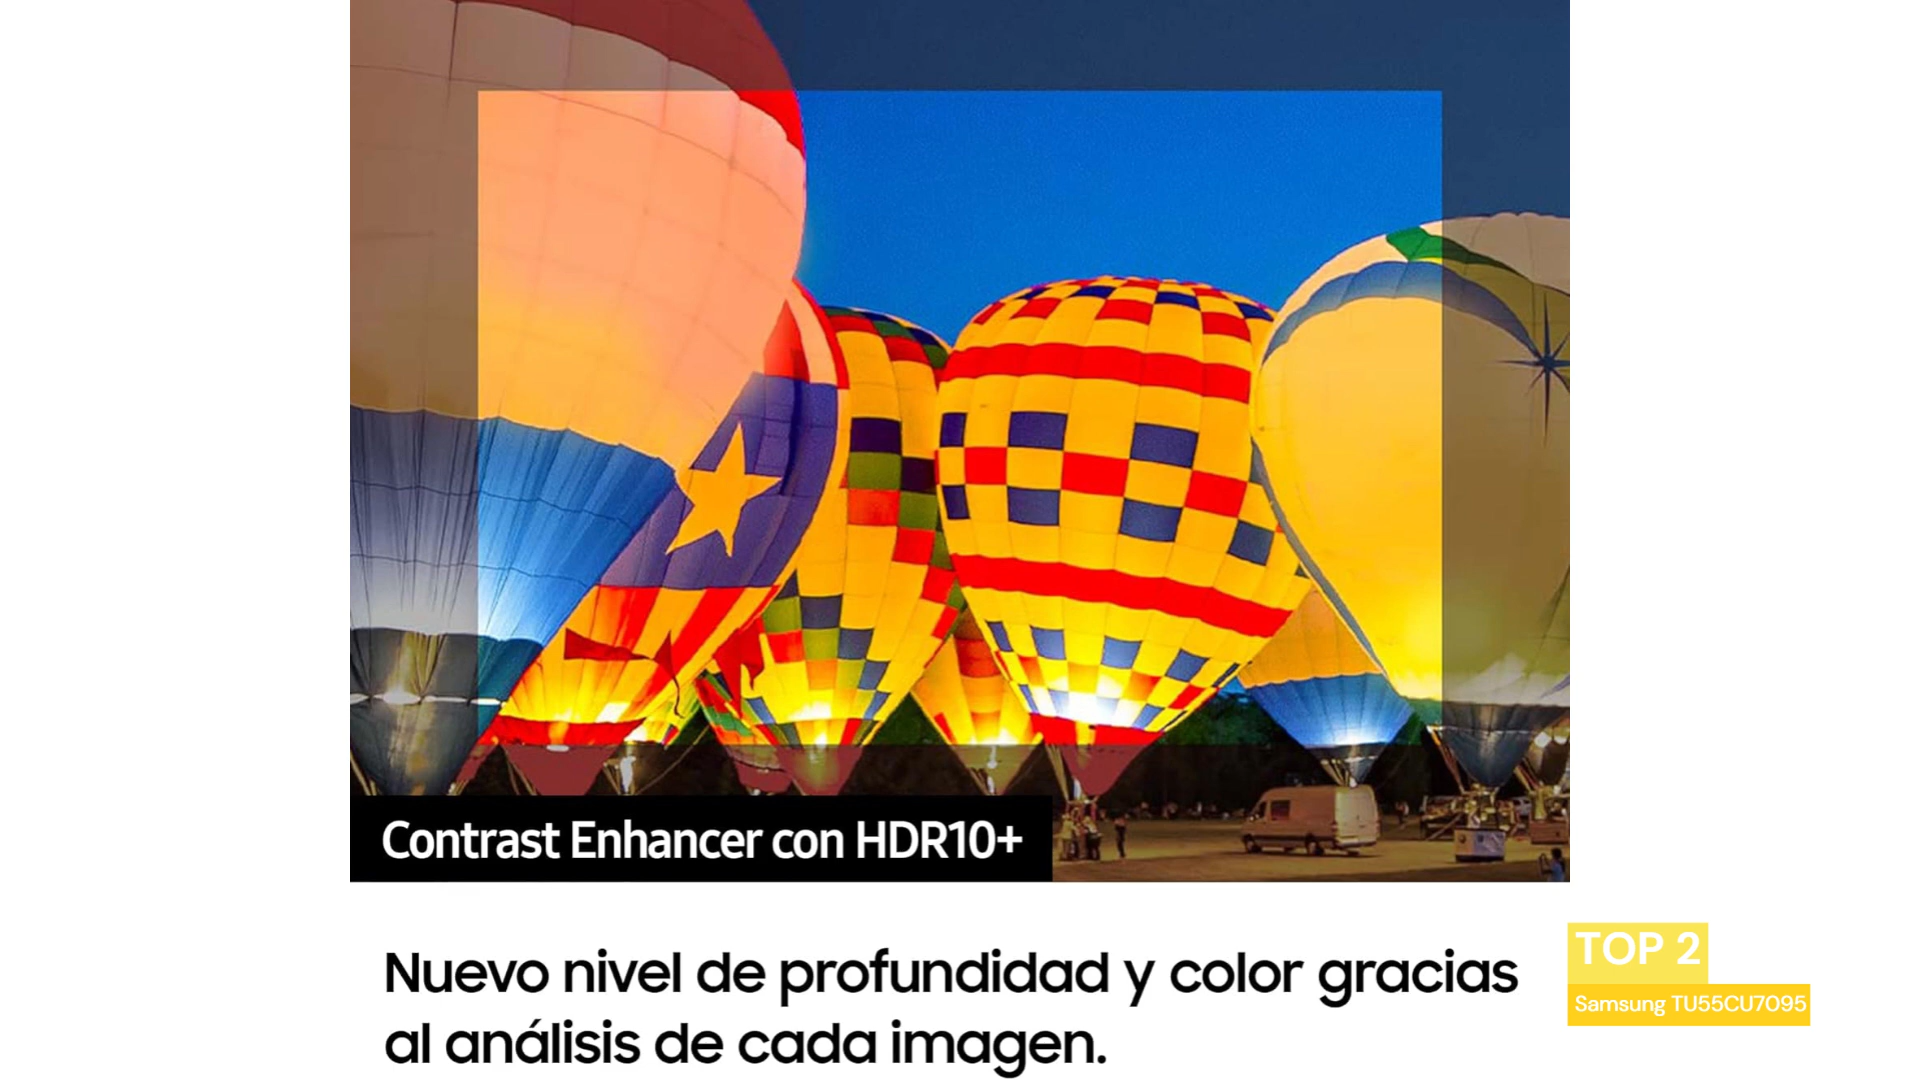 Contrast Enhancer con HDR10+
Nuevo nivel de profundidad y color gracias
al análisis de cada imagen.
TOP 2
Samsung TU55CU7095